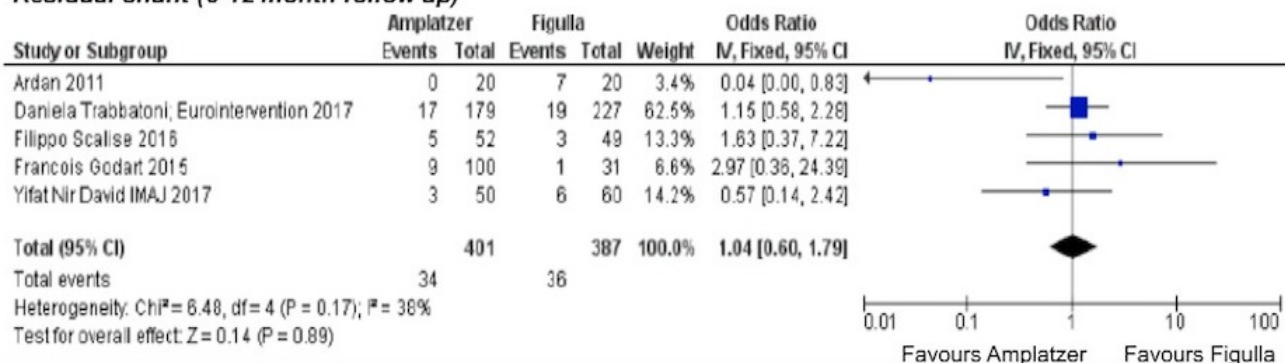 Residual shunt (6-12 month follow up)
Amplatzer Figulla Odds Ratio Odds Ratio
Study or Subgroup Events Total Events Total Weight IV, Fixed, 95% CI IV, Fixed, 95% CI
Ardan 2011 0 20 7 20 3.4% 0.04 [0.00, 0.83]
Daniela Trabbatoni; Eurointervention 2017 17 179 19 227 62.5% 1.15 [0.58, 2.28]
Filippo Scalise 2016 5 52 3 49 13.3% 1.63 [0.37, 7.22]
Francois Godart 2015 9 100 1 31 6.6% 2.97 [0.36, 24.39]
Yifat Nir David IMAJ 2017 3 50 6 60 14.2% 0.57 [0.14, 2.42]
Total (95% CI) 401 387 100.0% 1.04 [0.60, 1.79]
Total events 34 36
Heterogeneity: Chi² = 6.48, df = 4 (P = 0.17); I² = 38%
Test for overall effect: Z = 0.14 (P = 0.89)
0.01 0.1 1 10 100
Favours Amplatzer Favours Figulla